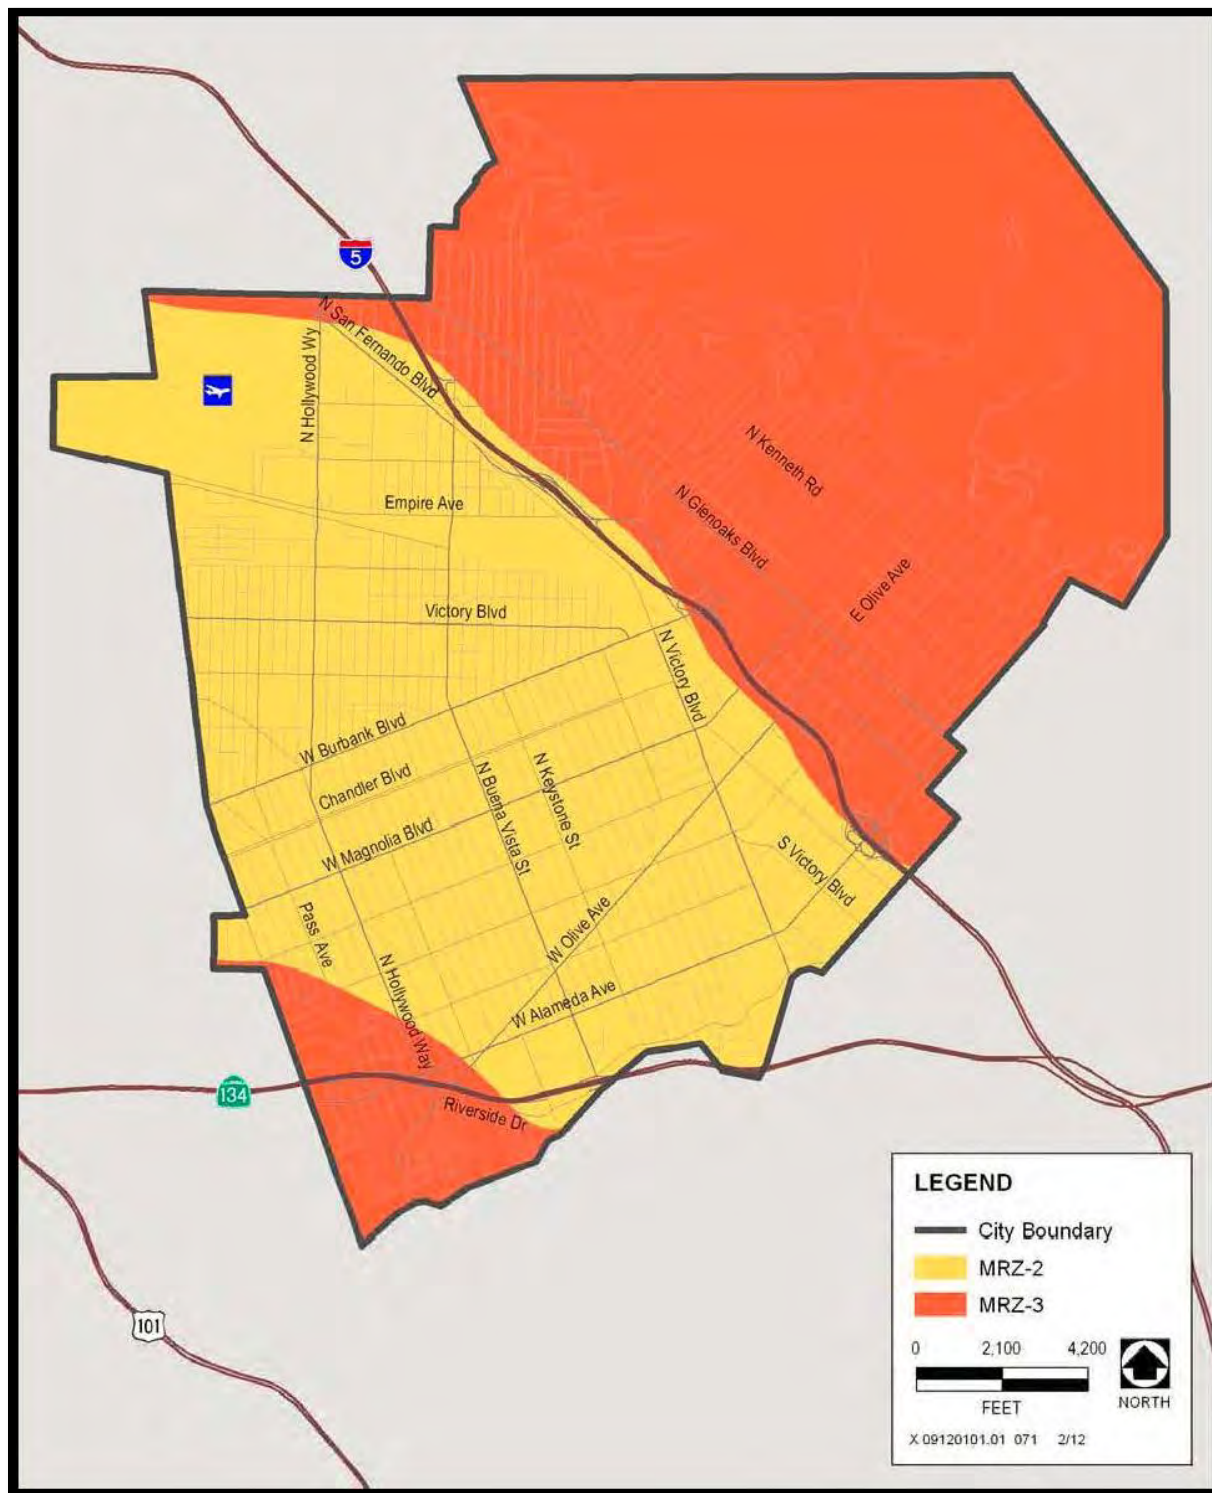 5
N San Fernando Blvd
N Hollywood Wy
N Kenneth Rd
Empire Ave
N Glenoaks Blvd
E Olive Ave
Victory Blvd
N Victory Blvd
W Burbank Blvd
Chandler Blvd
N Buena Vista St
N Keystone St
W Magnolia Blvd
S Victory Blvd
Pass Ave
W Olive Ave
N Hollywood Way
W Alameda Ave
134
Riverside Dr
101
LEGEND
City Boundary
MRZ-2
MRZ-3
0 2,100 4,200
FEET
NORTH
X 09120101.01 071 2/12